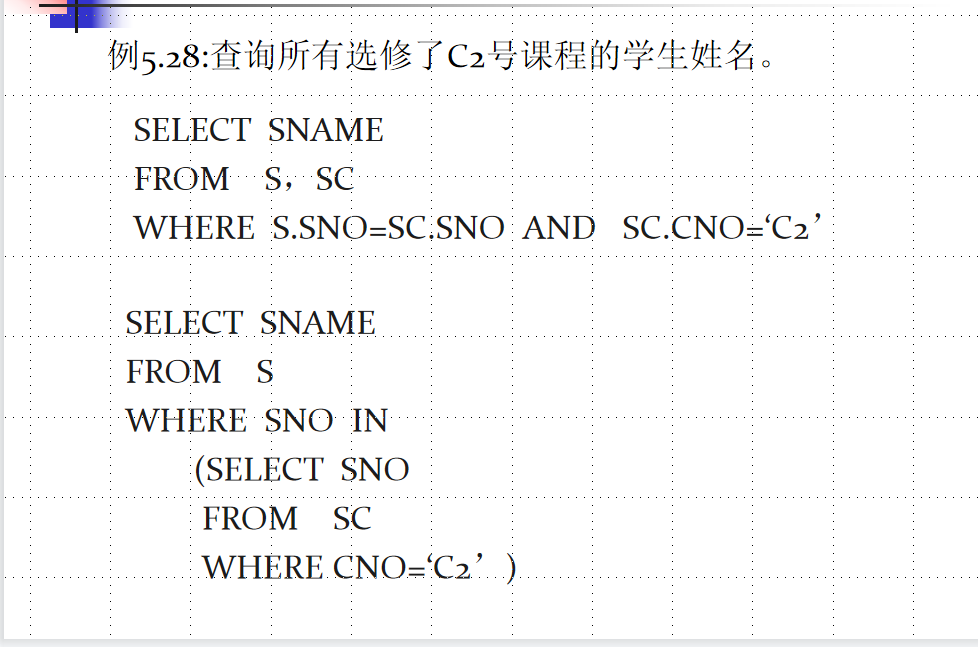 例5.28:查询所有选修了C2号课程的学生姓名。
SELECT SNAME
FROM S，SC
WHERE S.SNO=SC.SNO AND SC.CNO=‘C2’
SELECT SNAME
FROM S
WHERE SNO IN
(SELECT SNO
FROM SC
WHERE CNO=‘C2’)